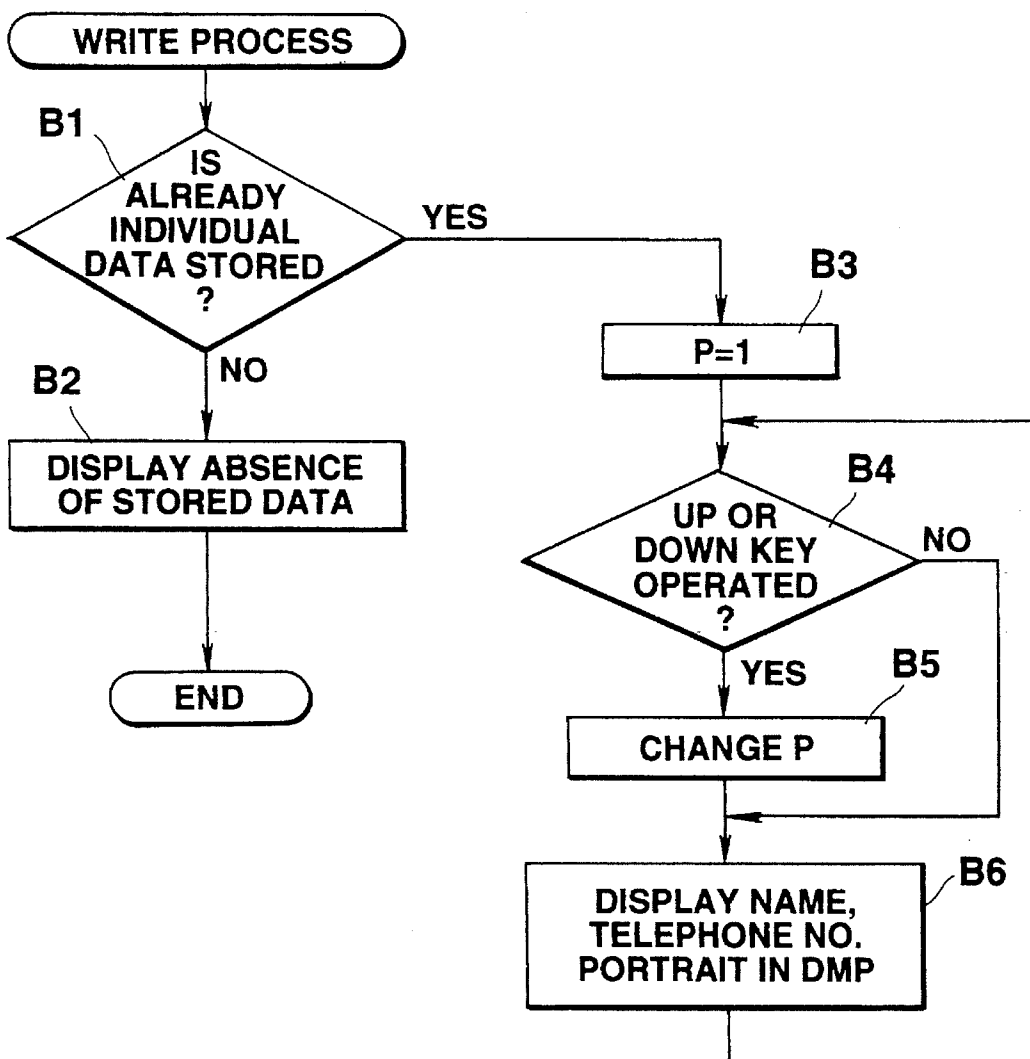 WRITE PROCESS
B1
IS
ALREADY
INDIVIDUAL
DATA STORED
?
YES
NO
B2
DISPLAY ABSENCE
OF STORED DATA
END
B3
P=1
B4
UP OR
DOWN KEY
OPERATED
?
NO
YES
B5
CHANGE P
B6
DISPLAY NAME,
TELEPHONE NO.
PORTRAIT IN DMP